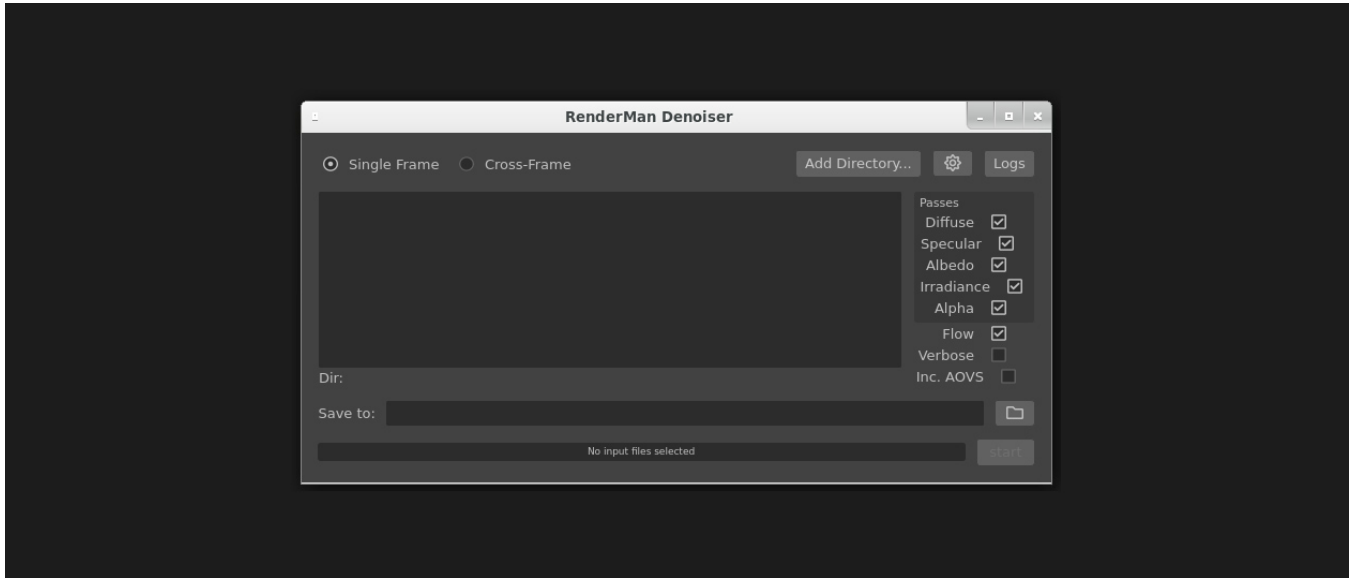 RenderMan Denoiser
Single Frame Cross-Frame Add Directory... Logs
Passes
Diffuse
Specular
Albedo
Irradiance
Alpha
Flow
Verbose
Dir: Inc. AOVS
Save to:
No input files selected start